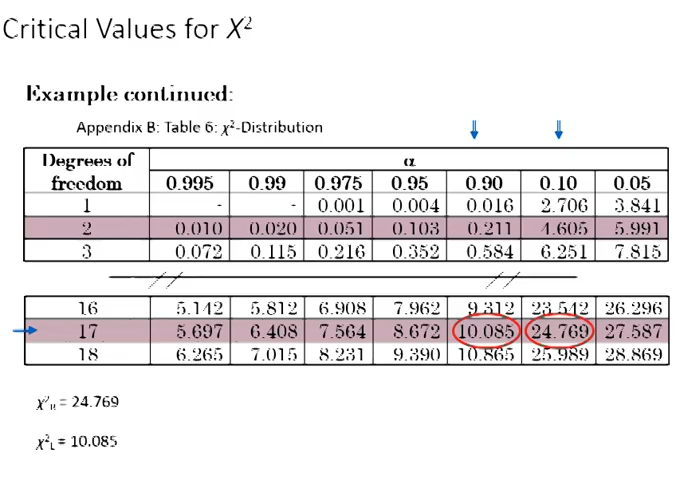 Critical Values for X²
Example continued:
Appendix B: Table 6: χ²-Distribution
Degrees of freedom α
0.995 0.99 0.975 0.95 0.90 0.10 0.05
1 - - 0.001 0.004 0.016 2.706 3.841
2 0.010 0.020 0.051 0.103 0.211 4.605 5.991
3 0.072 0.115 0.216 0.352 0.584 6.251 7.815
16 5.142 5.812 6.908 7.962 9.312 23.542 26.296
17 5.697 6.408 7.564 8.672 10.085 24.769 27.587
18 6.265 7.015 8.231 9.390 10.865 25.989 28.869
χ²R = 24.769
χ²L = 10.085